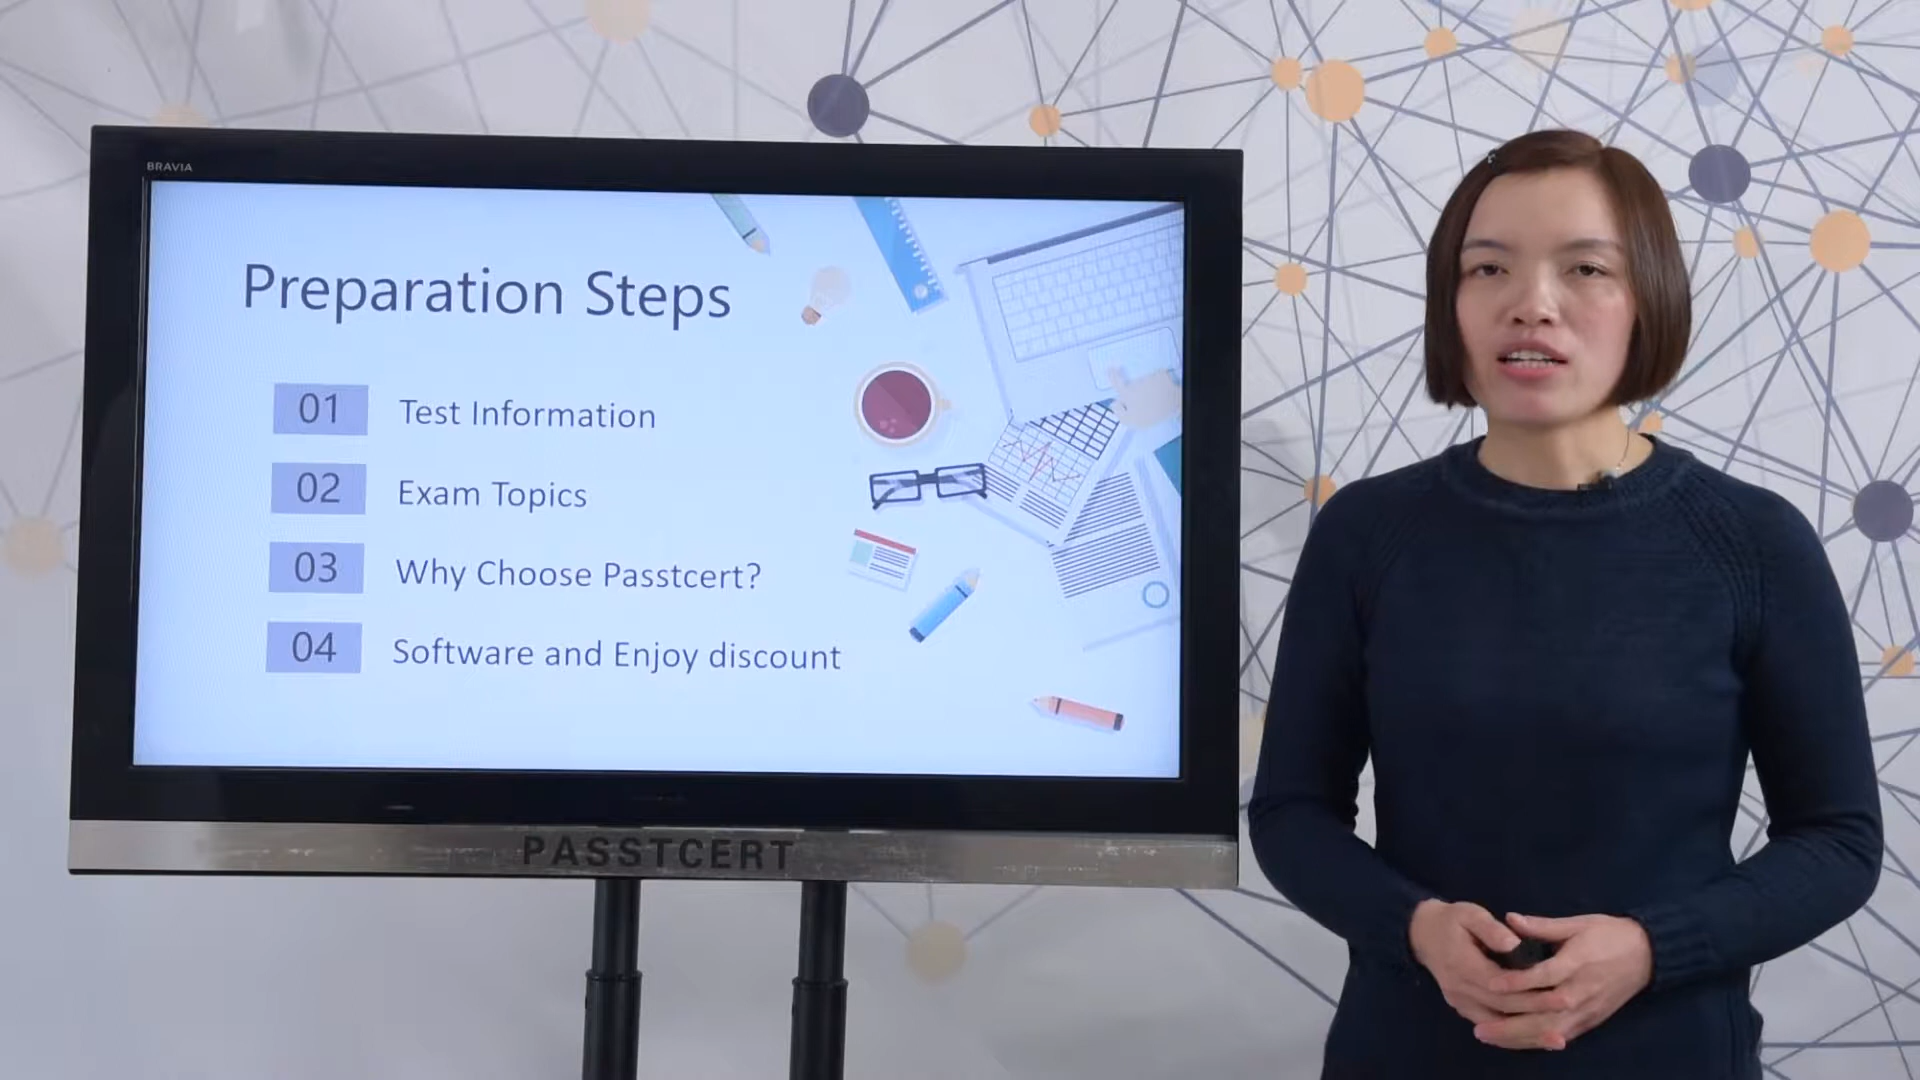 BRAVIA
Preparation Steps
01 Test Information
02 Exam Topics
03 Why Choose Passtcert?
04 Software and Enjoy discount
PASSTCERT